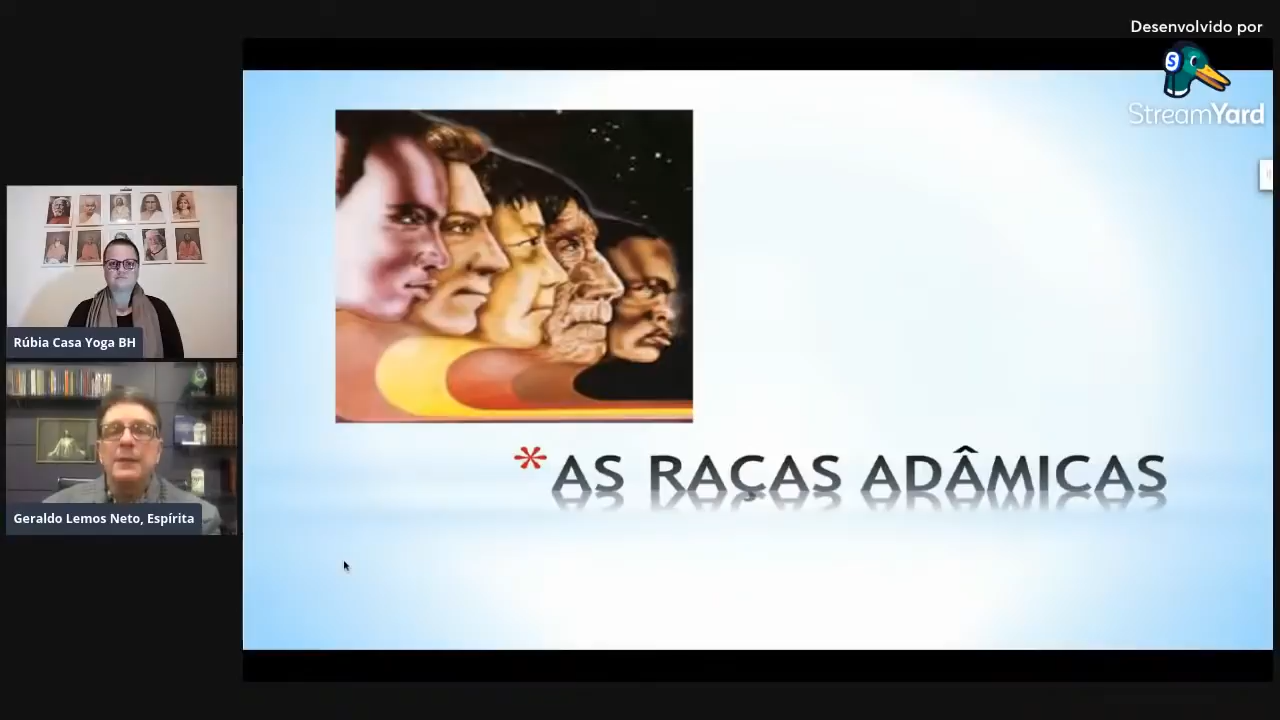 Desenvolvido por
StreamYard
Rúbia Casa Yoga BH
Geraldo Lemos Neto, Espírita
*AS RAÇAS ADÂMICAS